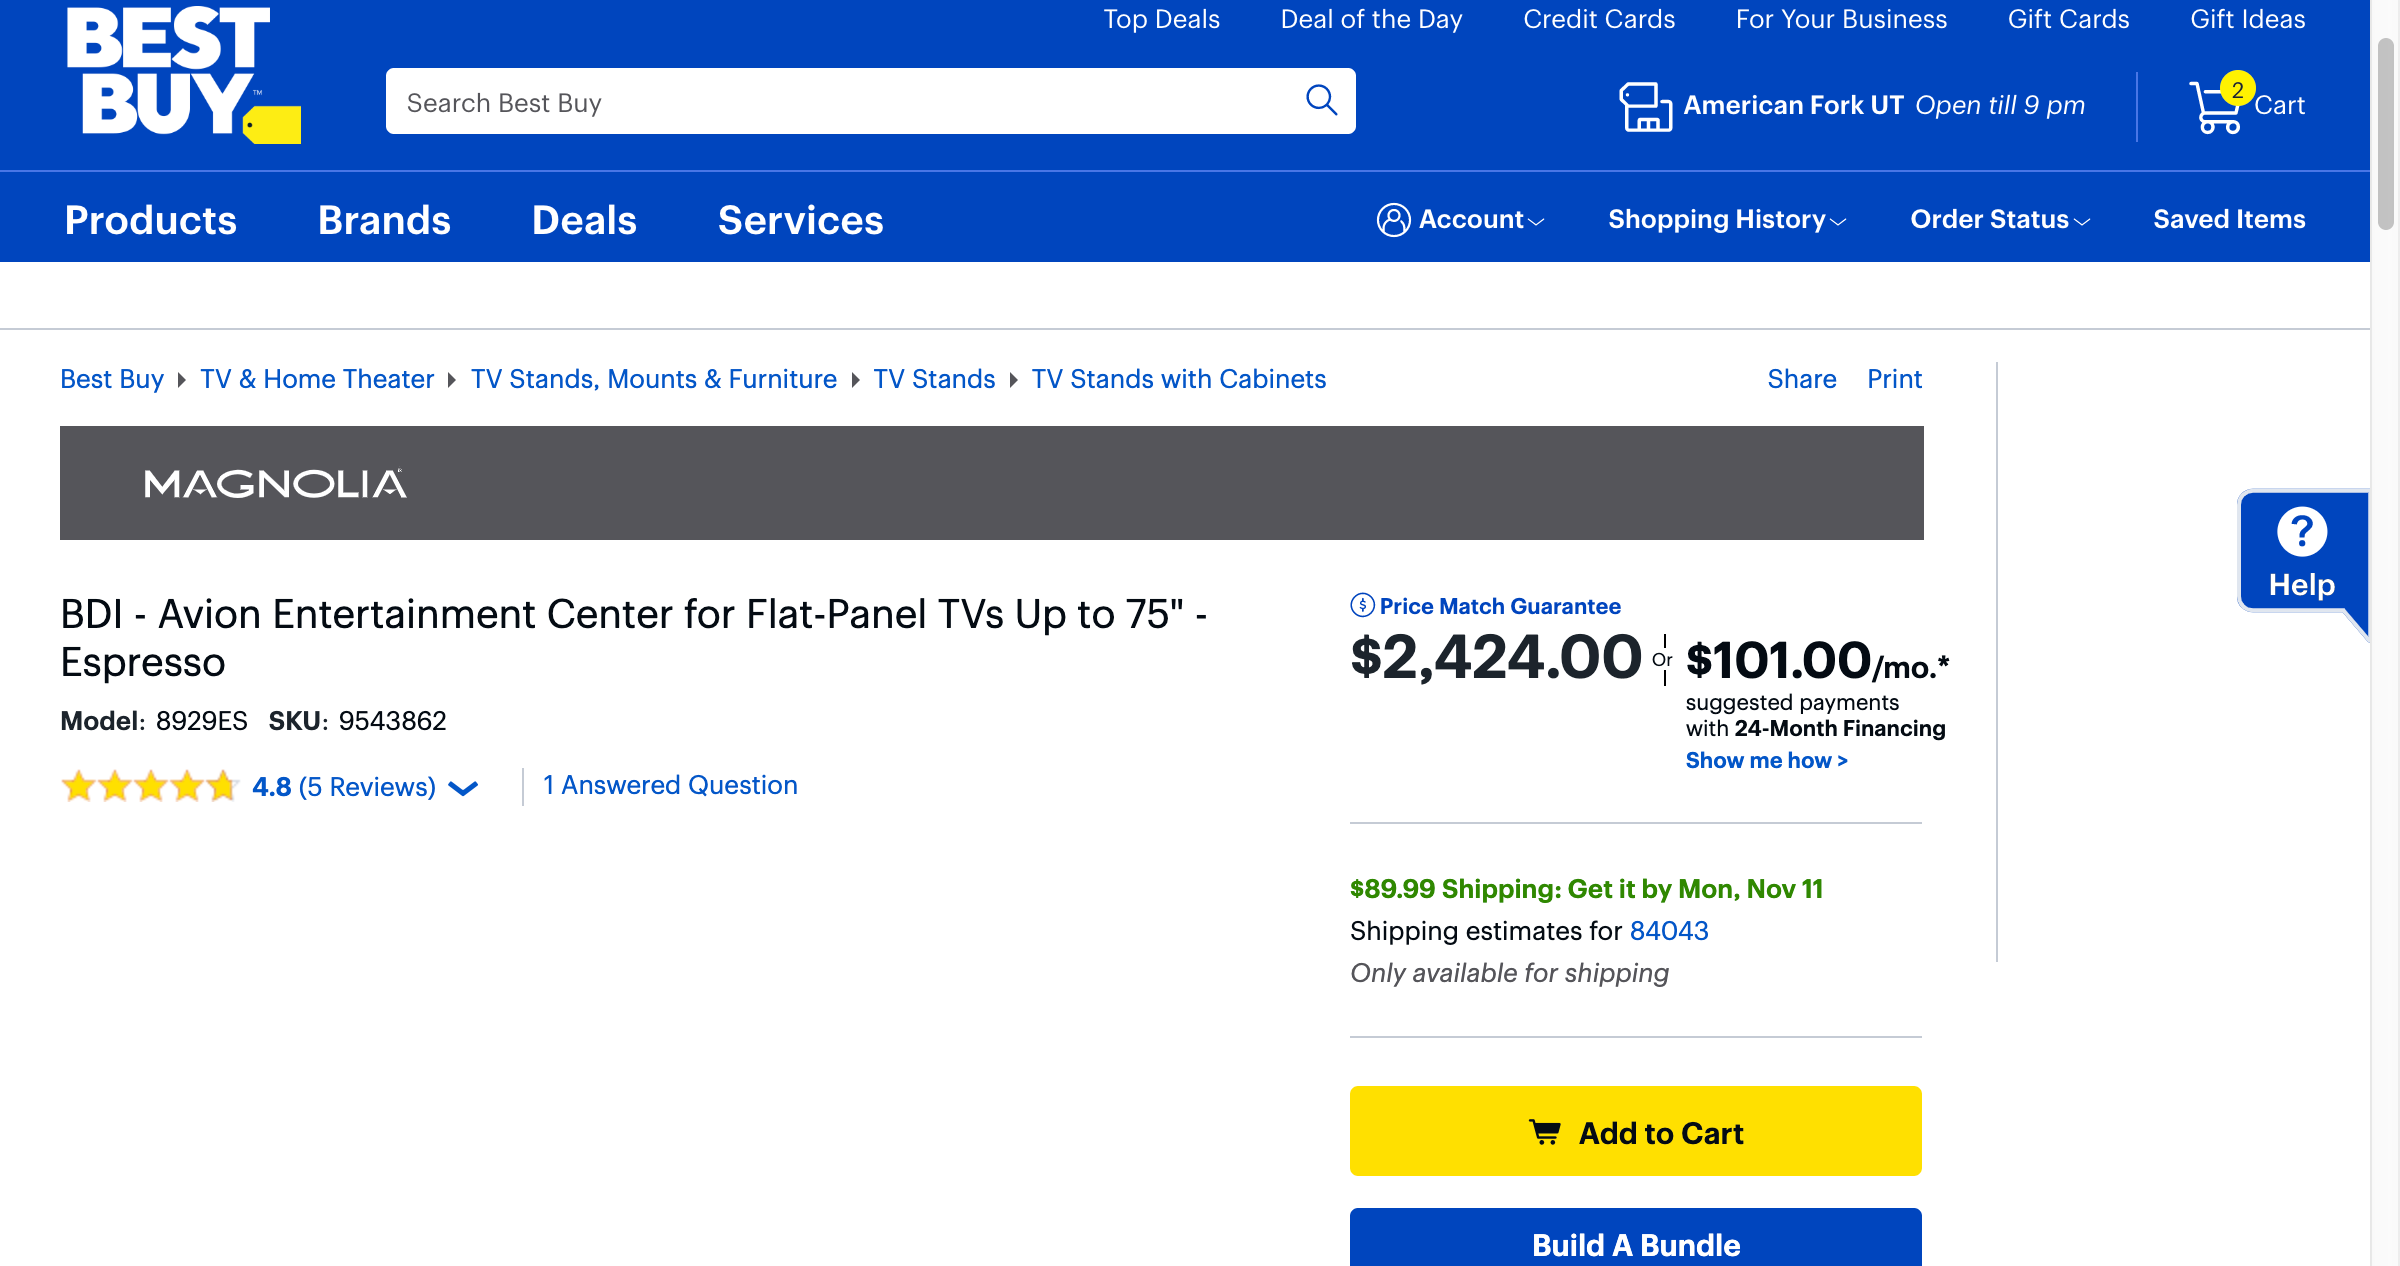 BEST
BUY™
Top Deals
Deal of the Day
Credit Cards
For Your Business
Gift Cards
Gift Ideas
Search Best Buy
American Fork UT Open till 9 pm
2
Cart
Products
Brands
Deals
Services
Account
Shopping History
Order Status
Saved Items
Best Buy TV & Home Theater TV Stands, Mounts & Furniture TV Stands TV Stands with Cabinets
Share
Print
MAGNOLIA
? Help
BDI - Avion Entertainment Center for Flat-Panel TVs Up to 75" -
Espresso
Model: 8929ES SKU: 9543862
4.8 (5 Reviews)
1 Answered Question
Price Match Guarantee
$2,424.00
Or
$101.00/mo.*
suggested payments
with 24-Month Financing
Show me how >
$89.99 Shipping: Get it by Mon, Nov 11
Shipping estimates for 84043
Only available for shipping
Add to Cart
Build A Bundle